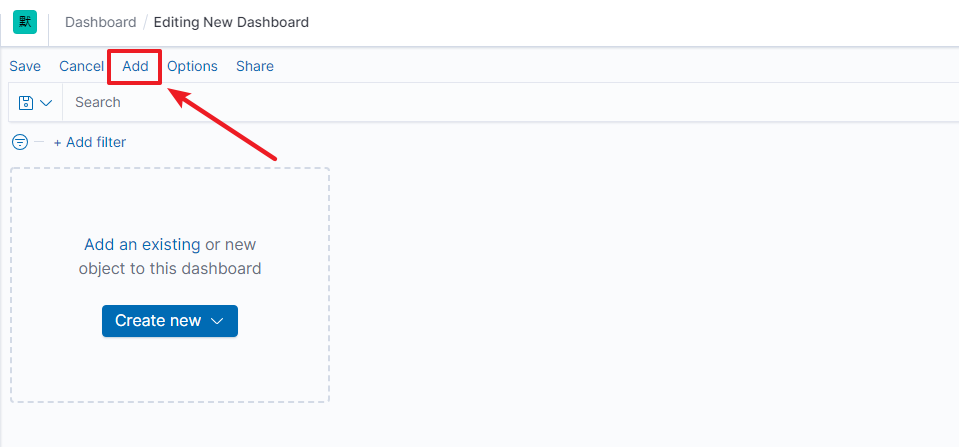 默 Dashboard / Editing New Dashboard
Save Cancel Add Options Share
Search
+ Add filter
Add an existing or new
object to this dashboard
Create new